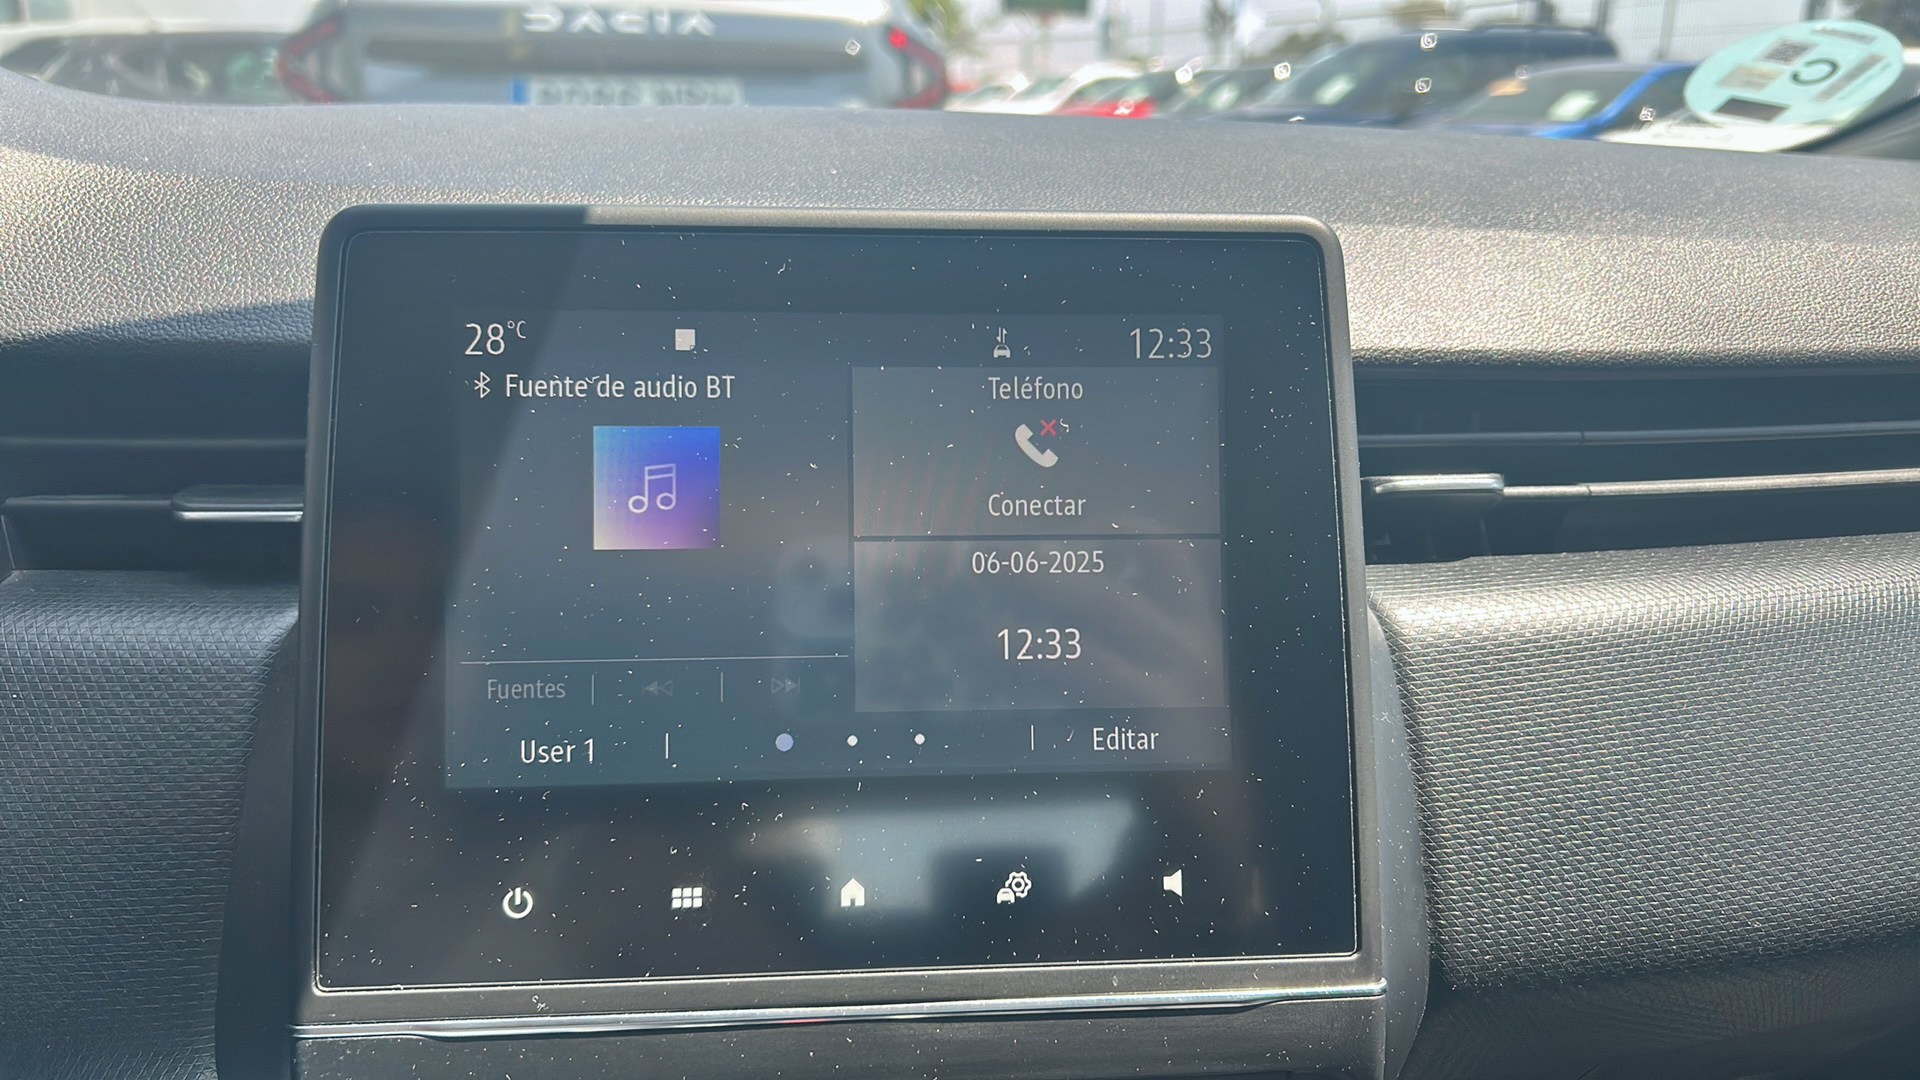 DACIA
28°C
12:33
Fuente de audio BT
Teléfono
Conectar
06-06-2025
12:33
Fuentes
User 1
Editar